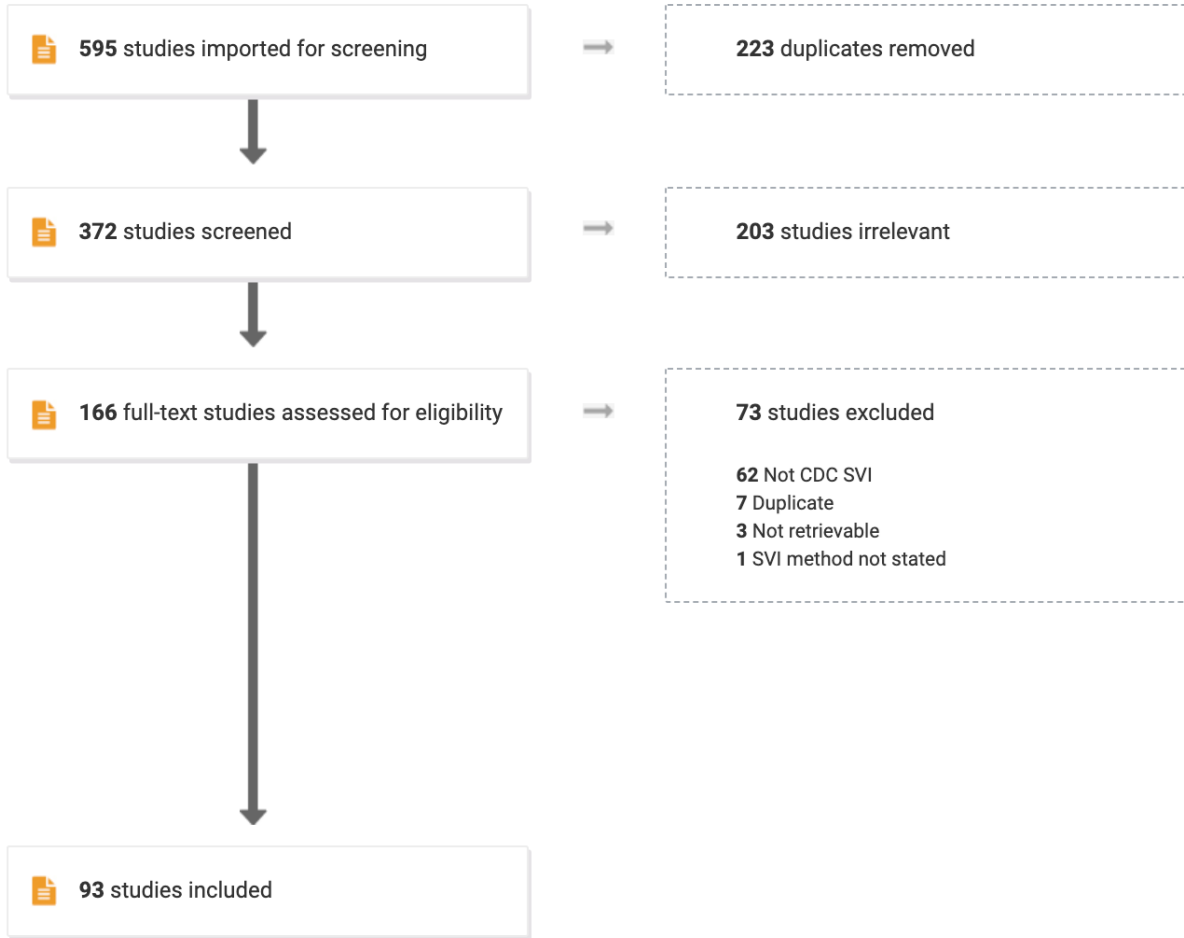 595 studies imported for screening
223 duplicates removed
372 studies screened
203 studies irrelevant
166 full-text studies assessed for eligibility
73 studies excluded
62 Not CDC SVI
7 Duplicate
3 Not retrievable
1 SVI method not stated
93 studies included